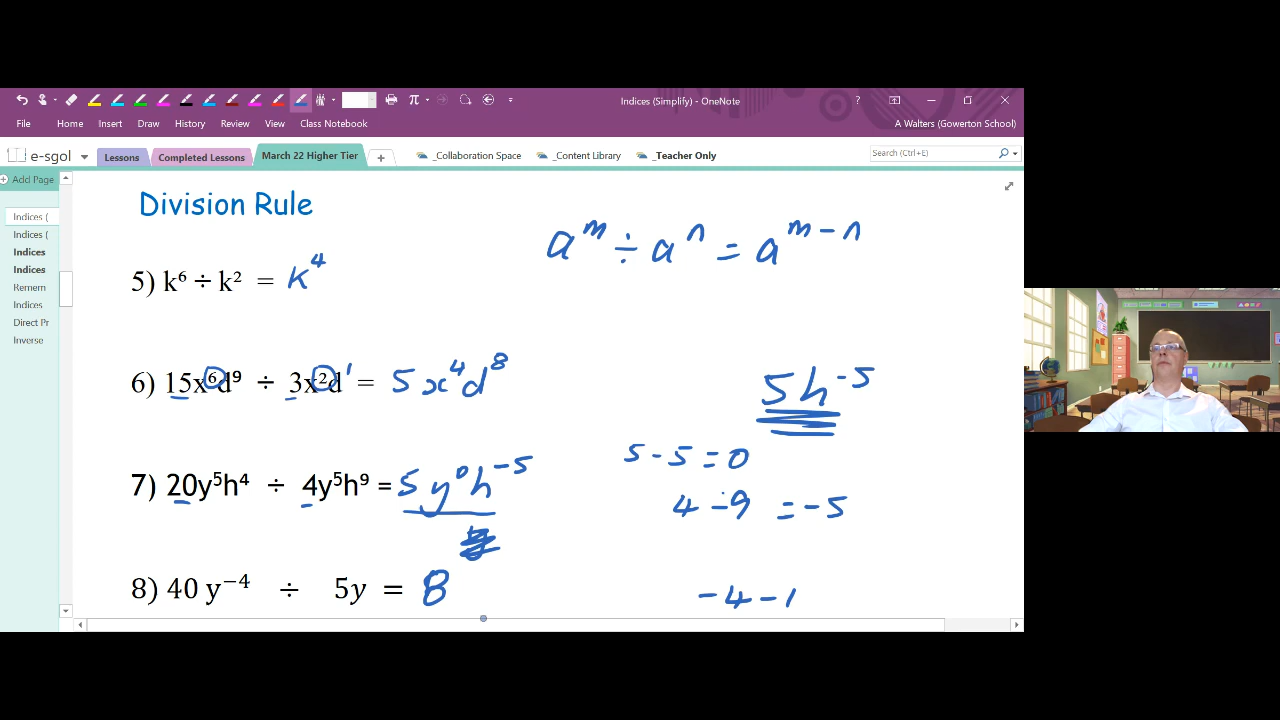 Indices (Simplify) - OneNote
?
File Home Insert Draw History Review View Class Notebook
A Walters (Gowerton School)
e-sgol
Lessons Completed Lessons March 22 Higher Tier + _Collaboration Space _Content Library _Teacher Only
Search (Ctrl+E)
Add Page
Indices (
Indices (
Indices
Indices
Remem
Indices
Direct Pr
Inverse
Division Rule
aᵐ ÷ aⁿ = aᵐ⁻ⁿ
5) k⁶ ÷ k² = k⁴
6) 15x⁶d⁹ ÷ 3x²d¹ = 5x⁴d⁸
5h⁻⁵
5 - 5 = 0
7) 20y⁵h⁴ ÷ 4y⁵h⁹ = 5y⁰h⁻⁵
4 - 9 = -5
8) 40 y⁻⁴ ÷ 5y = 8
-4 - 1